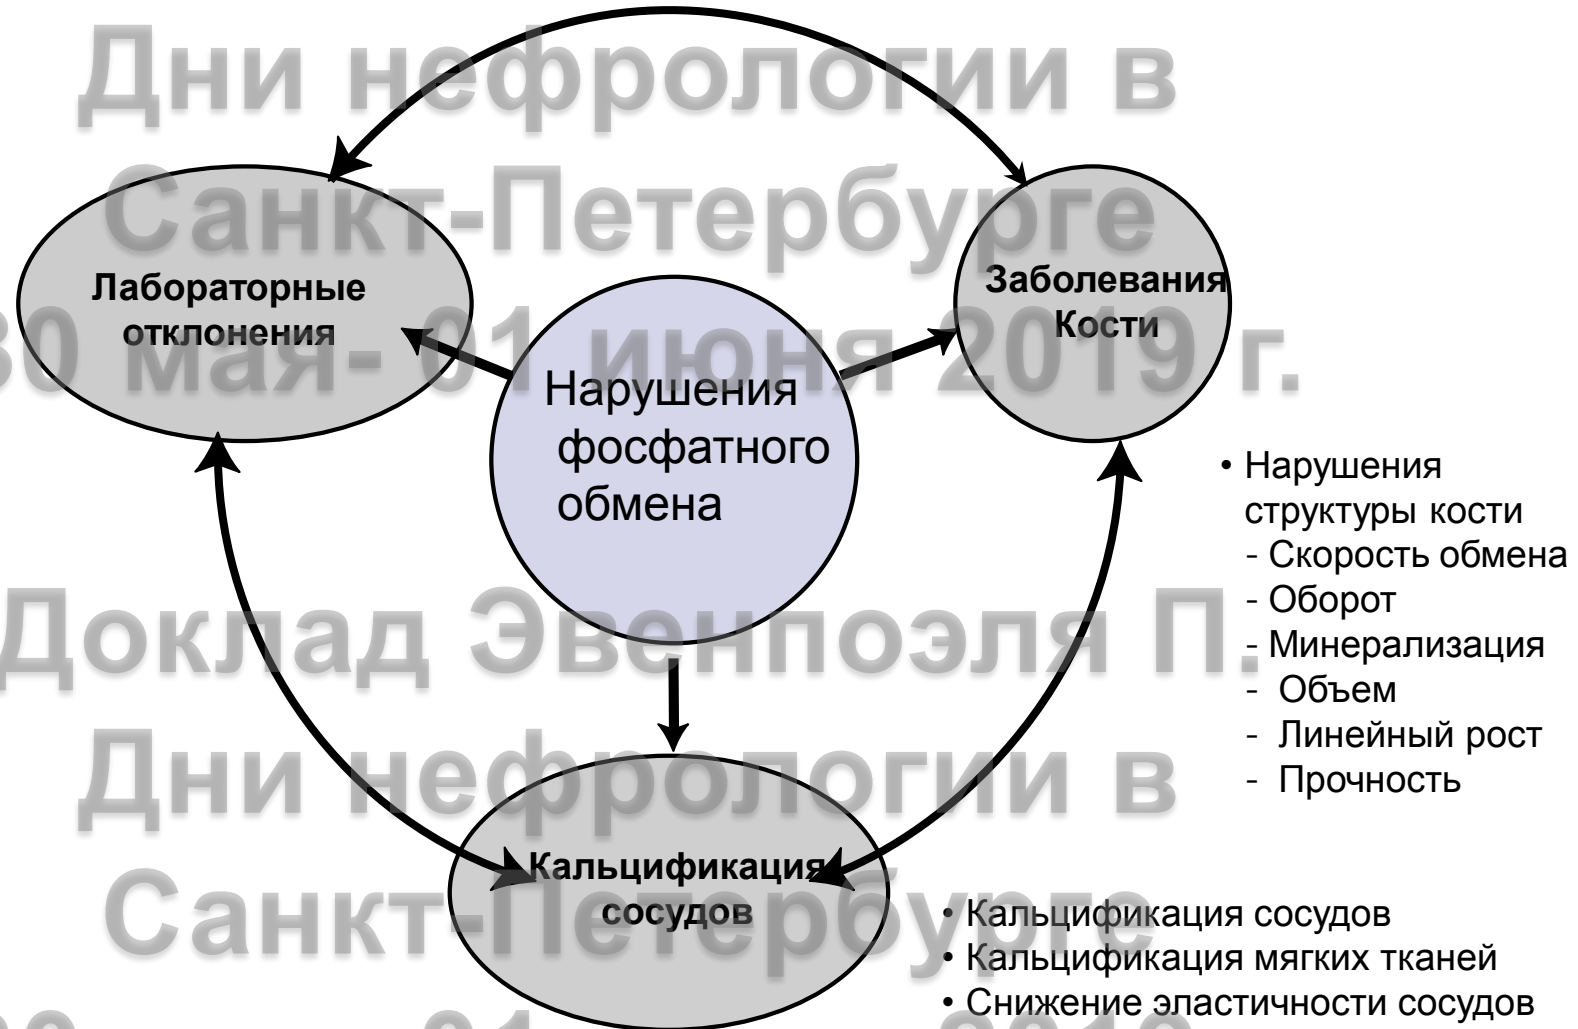 Дни нефрологии в
Санкт-Петербурге
30 мая- 01 июня 2019 г.
Лабораторные
отклонения
Заболевания
Кости
Нарушения
фосфатного
обмена
• Нарушения
структуры кости
- Скорость обмена
- Оборот
- Минерализация
- Объем
- Линейный рост
- Прочность
Доклад Эвенпоэля П.
Дни нефрологии в
Санкт-Петербурге
Кальцификация
сосудов
• Кальцификация сосудов
• Кальцификация мягких тканей
• Снижение эластичности сосудов